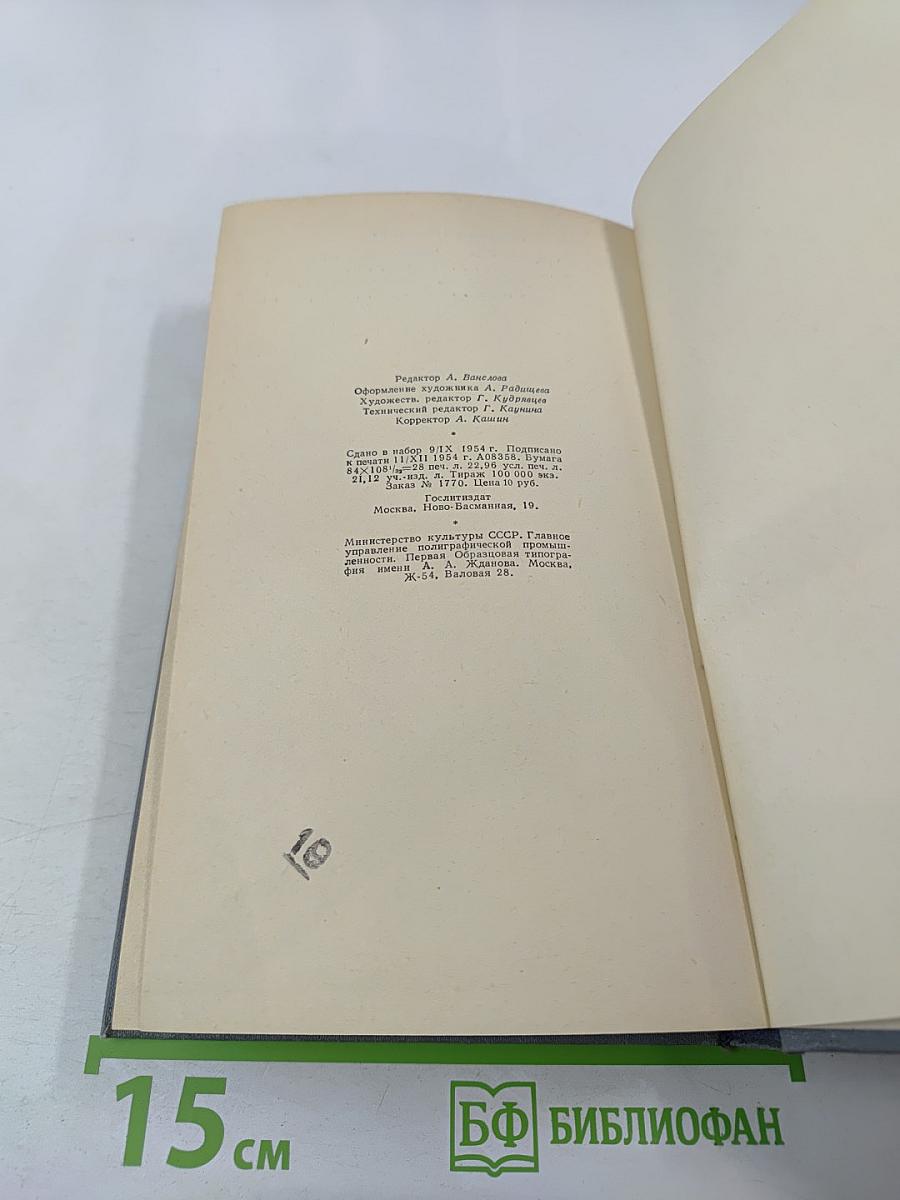 Редактор А. Ванслова
Оформление художника А. Радищева
Художеств. редактор Г. Кудрявцев
Технический редактор Г. Каунина
Корректор А. Кашин
*
Сдано в набор 9/IX 1954 г. Подписано
к печати 11/XII 1954 г. А08358. Бумага
84×108¹/₃₂=28 печ. л. 22,96 усл. печ. л.
21,12 уч.-изд. л. Тираж 100 000 экз.
Заказ № 1770. Цена 10 руб.
Гослитиздат
Москва, Ново-Басманная, 19.
*
Министерство культуры СССР. Главное
управление полиграфической промыш-
ленности. Первая Образцовая типогра-
фия имени А. А. Жданова. Москва,
Ж-54, Валовая 28.
10
15 см
БФ БИБЛИОФАН